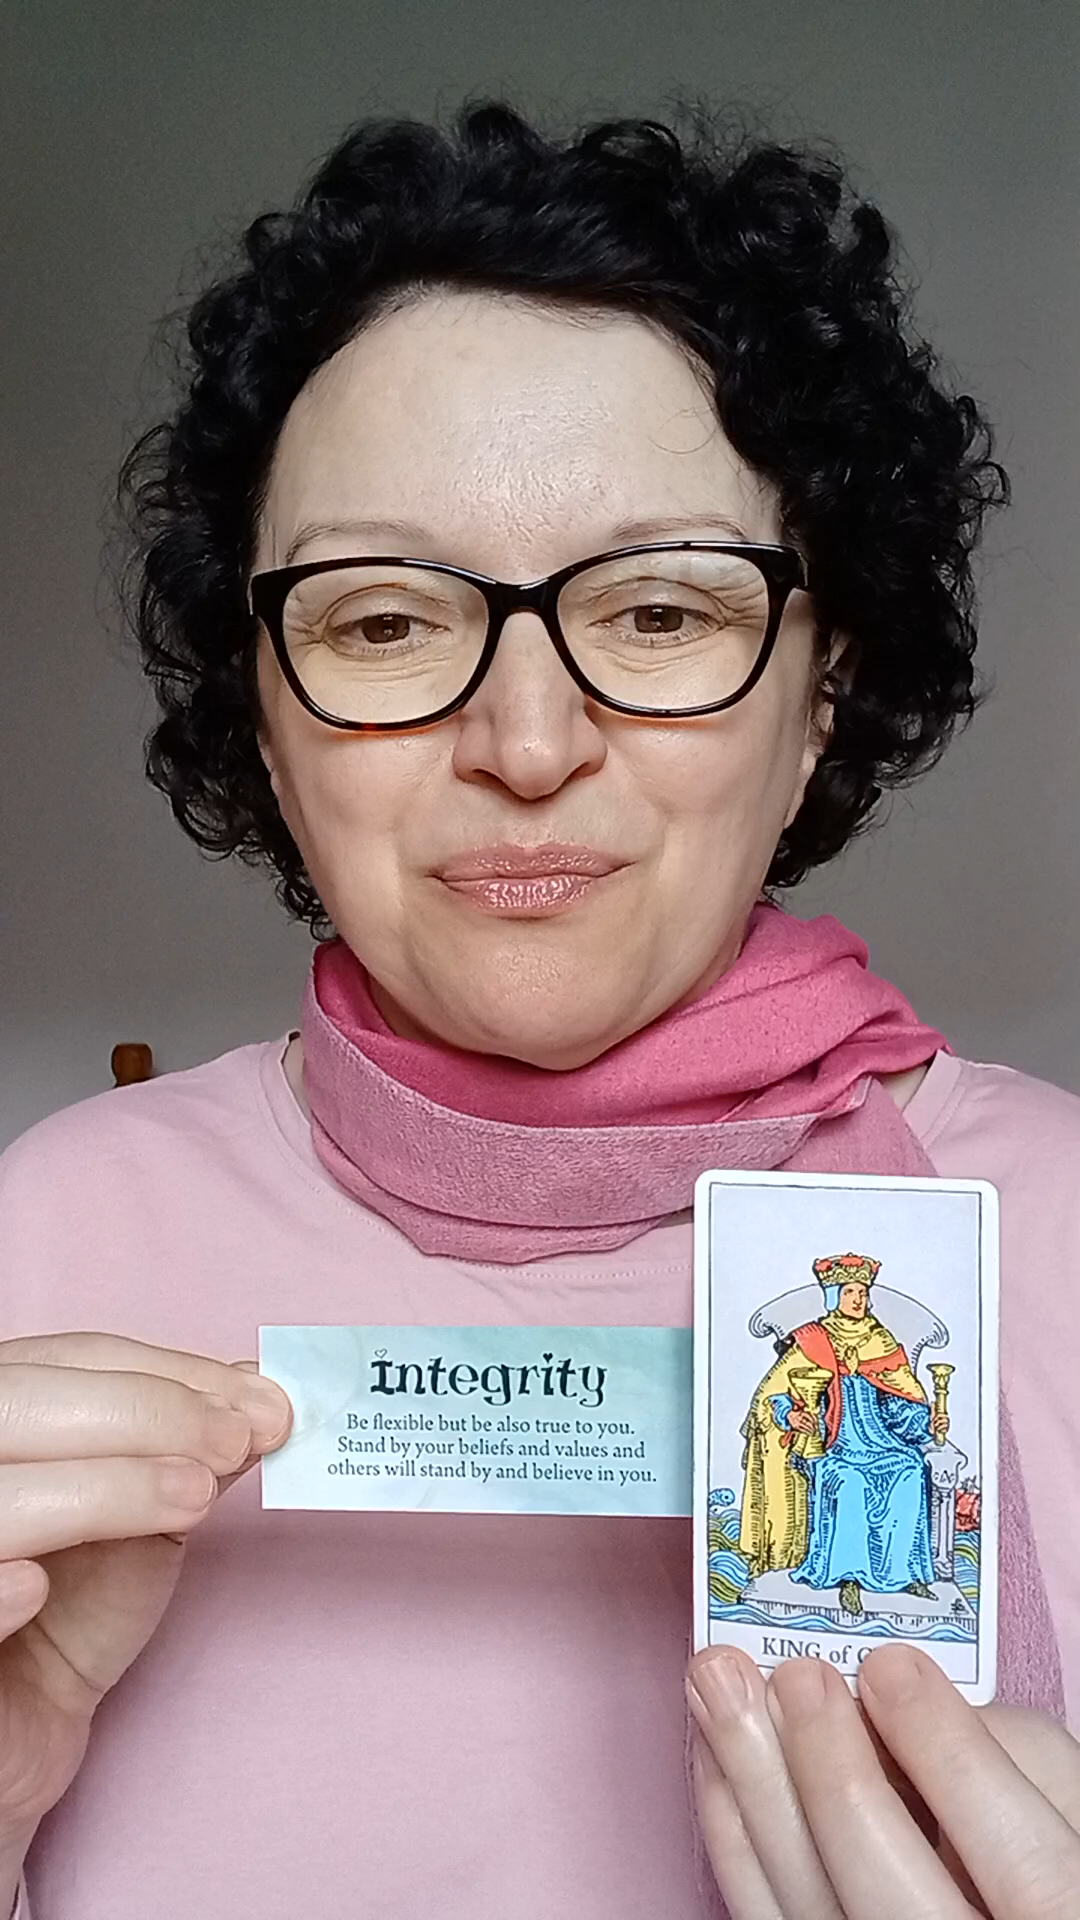 integrity
Be flexible but be also true to you.
Stand by your beliefs and values and
others will stand by and believe in you.
KING of